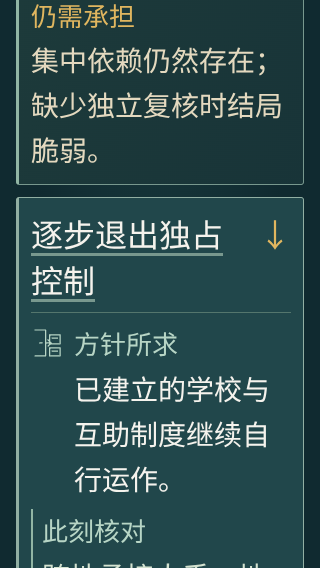 仍需承担
集中依赖仍然存在；
缺少独立复核时结局
脆弱。
逐步退出独占
控制
↓
方针所求
已建立的学校与
互助制度继续自
行运作。
此刻核对